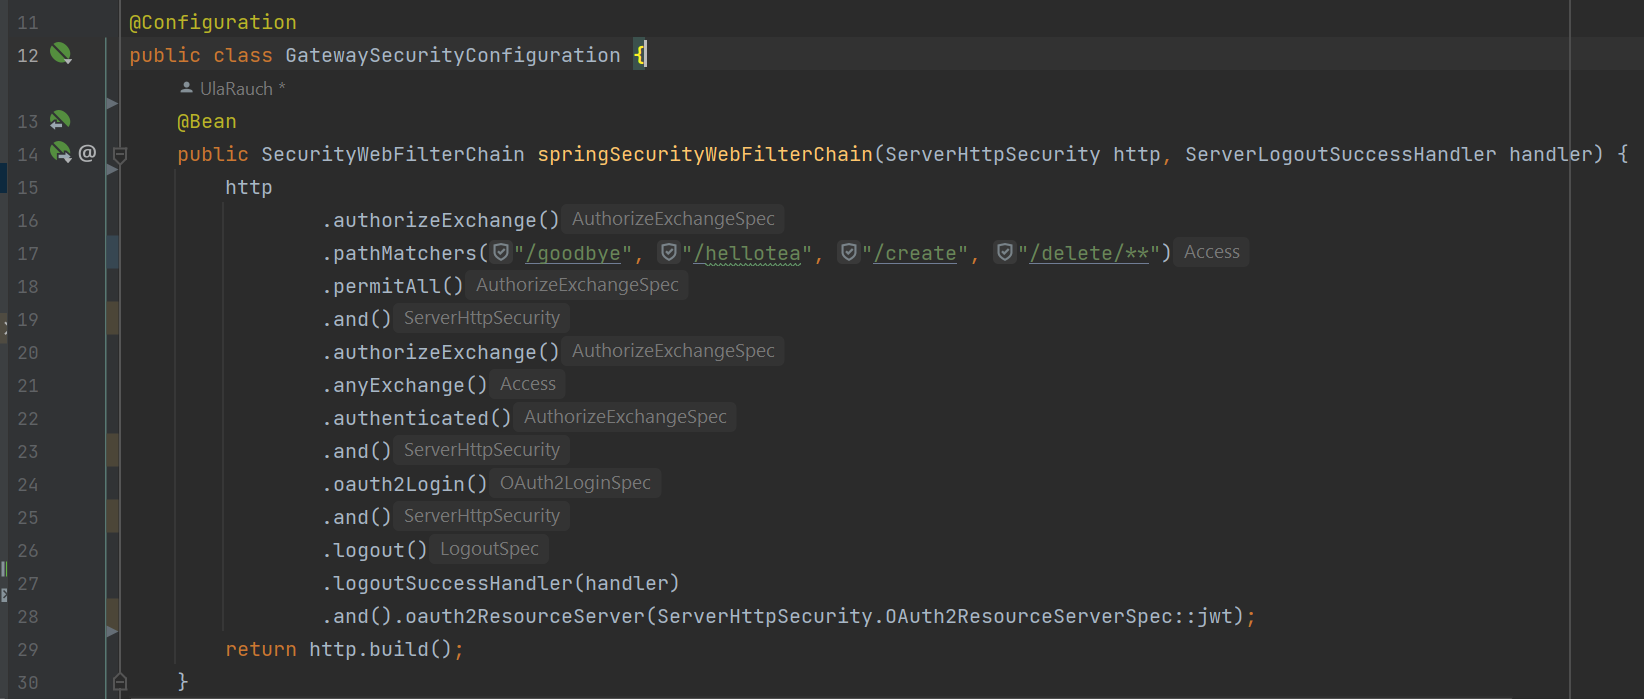 11 @Configuration
12 public class GatewaySecurityConfiguration {
UlaRauch *
13 @Bean
14 @ public SecurityWebFilterChain springSecurityWebFilterChain(ServerHttpSecurity http, ServerLogoutSuccessHandler handler) {
15 http
16 .authorizeExchange() AuthorizeExchangeSpec
17 .pathMatchers("/goodbye", "/hellotea", "/create", "/delete/**") Access
18 .permitAll() AuthorizeExchangeSpec
19 .and() ServerHttpSecurity
20 .authorizeExchange() AuthorizeExchangeSpec
21 .anyExchange() Access
22 .authenticated() AuthorizeExchangeSpec
23 .and() ServerHttpSecurity
24 .oauth2Login() OAuth2LoginSpec
25 .and() ServerHttpSecurity
26 .logout() LogoutSpec
27 .logoutSuccessHandler(handler)
28 .and().oauth2ResourceServer(ServerHttpSecurity.OAuth2ResourceServerSpec::jwt);
29 return http.build();
30 }